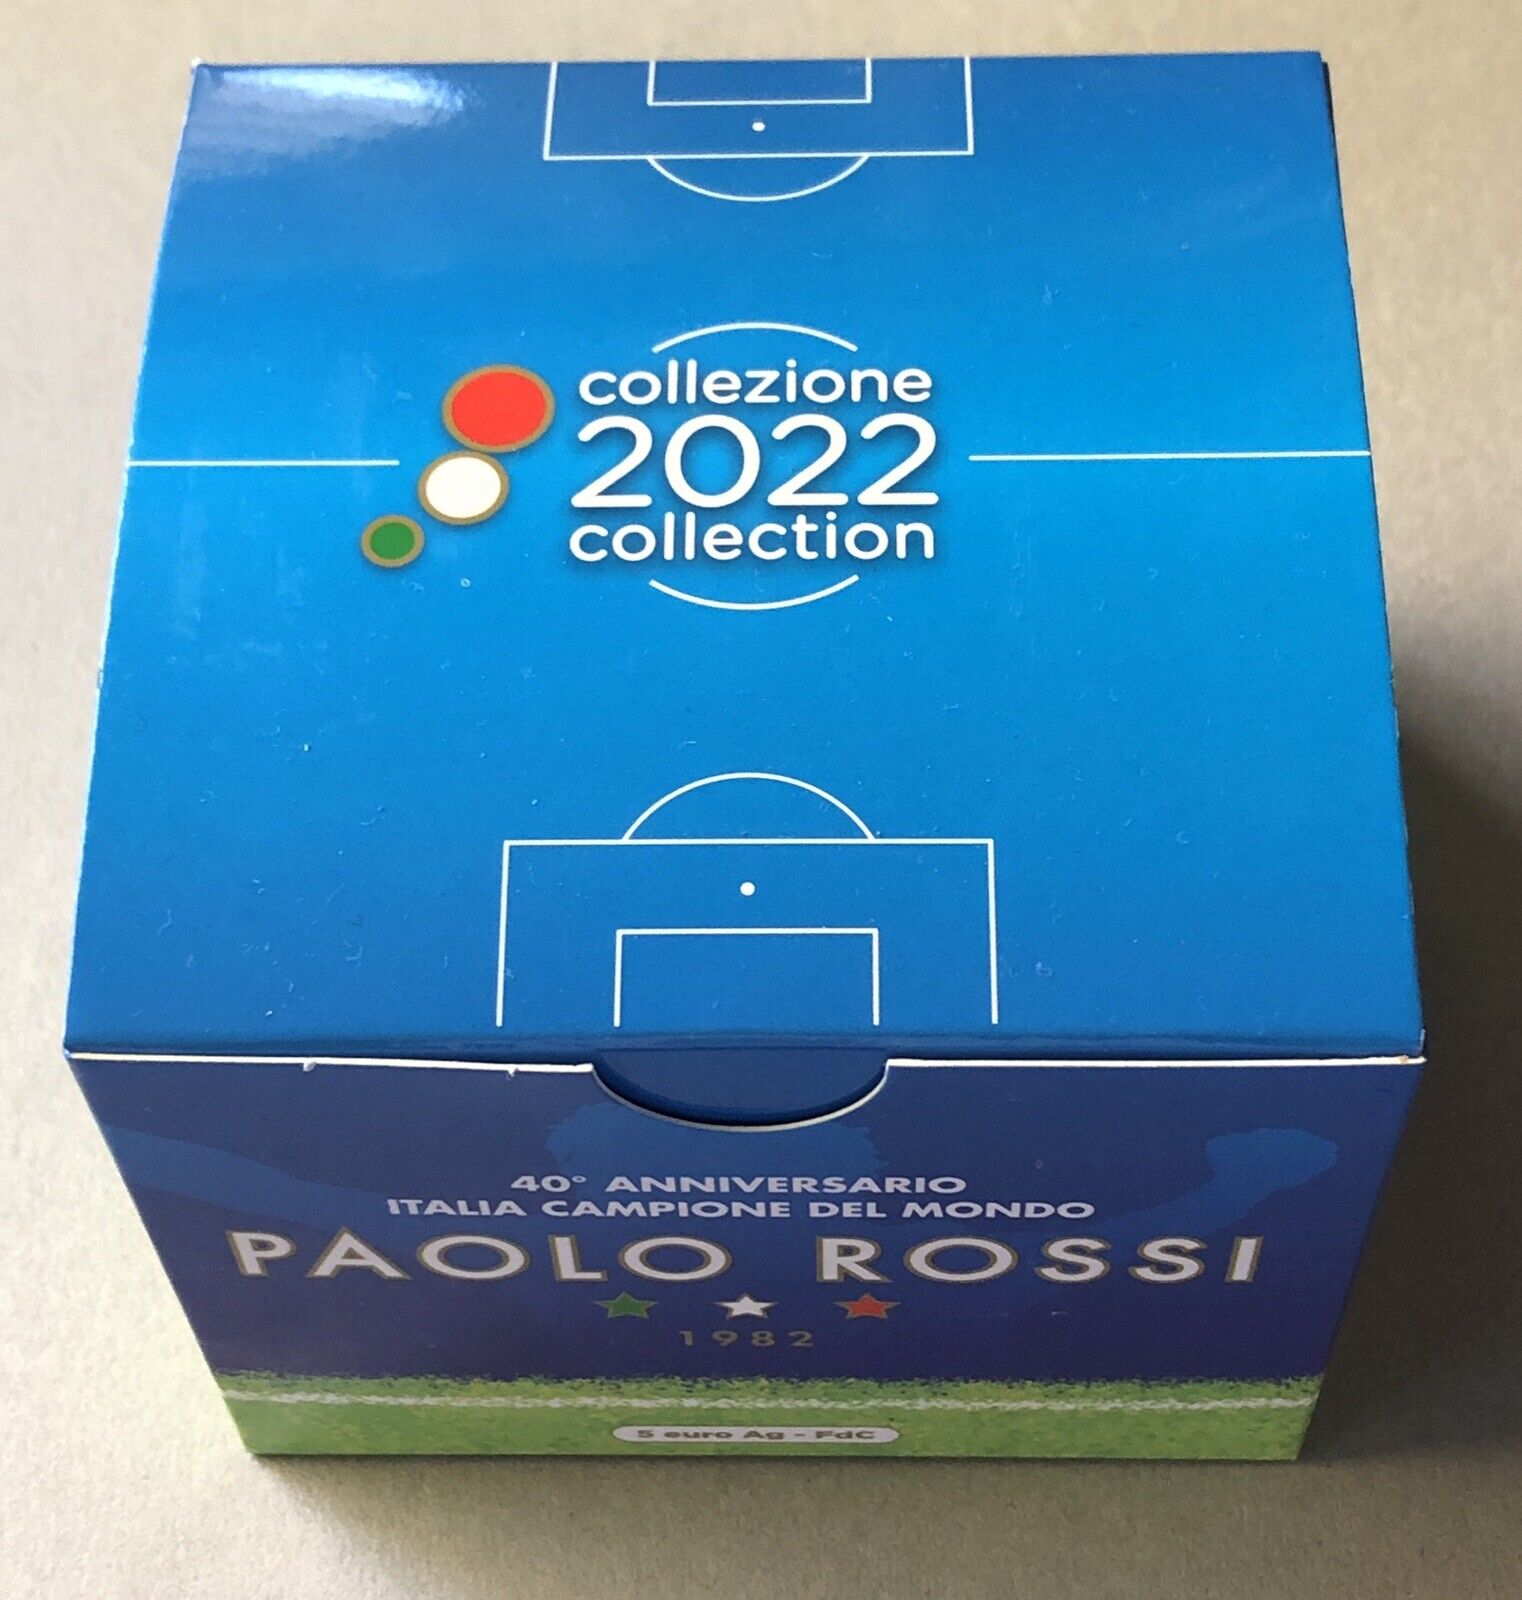 collezione
2022
collection
40° ANNIVERSARIO
ITALIA CAMPIONE DEL MONDO
PAOLO ROSSI
1982
5 euro Ag - FdC